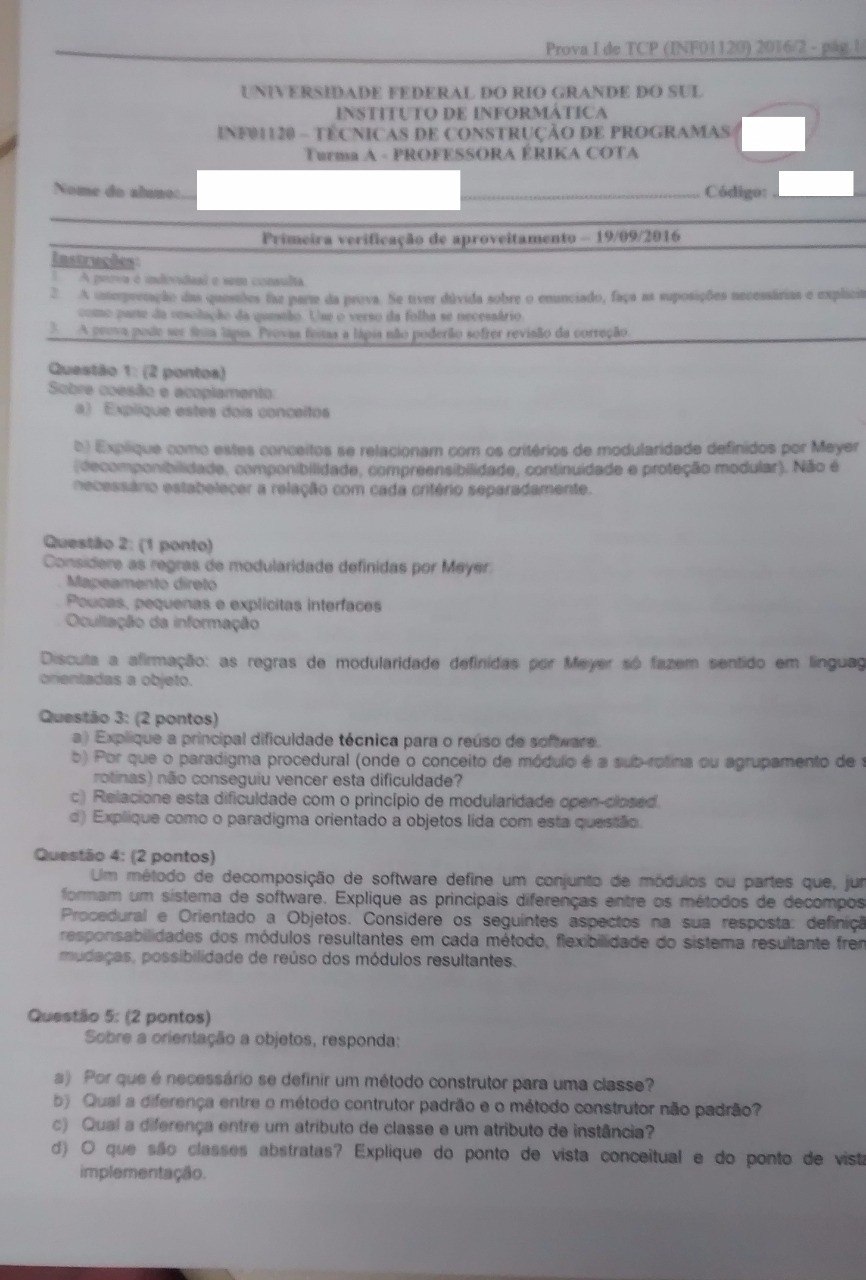 Prova I de TCP (INF01120) 2016/2 - pág.1
UNIVERSIDADE FEDERAL DO RIO GRANDE DO SUL
INSTITUTO DE INFORMÁTICA
INF01120 – TÉCNICAS DE CONSTRUÇÃO DE PROGRAMAS
Turma A - PROFESSORA ÉRIKA COTA
Nome do aluno: Código:
Primeira verificação de aproveitamento – 19/09/2016
Instruções:
1. A prova é individual e sem consulta.
2. A interpretação das questões faz parte da prova. Se tiver dúvida sobre o enunciado, faça as suposições necessárias e explicit
como parte da resolução da questão. Use o verso da folha se necessário.
3. A prova pode ser feita lápis. Provas feitas a lápis não poderão sofrer revisão da correção.
Questão 1: (2 pontos)
Sobre coesão e acoplamento:
a) Explique estes dois conceitos
b) Explique como estes conceitos se relacionam com os critérios de modularidade definidos por Meyer
(decomponibilidade, componibilidade, compreensibilidade, continuidade e proteção modular). Não é
necessário estabelecer a relação com cada critério separadamente.
Questão 2: (1 ponto)
Considere as regras de modularidade definidas por Meyer:
. Mapeamento direto
. Poucas, pequenas e explícitas interfaces
. Ocultação da informação
Discuta a afirmação: as regras de modularidade definidas por Meyer só fazem sentido em linguag
orientadas a objeto.
Questão 3: (2 pontos)
a) Explique a principal dificuldade técnica para o reúso de software.
b) Por que o paradigma procedural (onde o conceito de módulo é a sub-rotina ou agrupamento de s
rotinas) não conseguiu vencer esta dificuldade?
c) Relacione esta dificuldade com o princípio de modularidade open-closed.
d) Explique como o paradigma orientado a objetos lida com esta questão.
Questão 4: (2 pontos)
Um método de decomposição de software define um conjunto de módulos ou partes que, jun
formam um sistema de software. Explique as principais diferenças entre os métodos de decompos
Procedural e Orientado a Objetos. Considere os seguintes aspectos na sua resposta: definiçã
responsabilidades dos módulos resultantes em cada método, flexibilidade do sistema resultante fren
mudaças, possibilidade de reúso dos módulos resultantes.
Questão 5: (2 pontos)
Sobre a orientação a objetos, responda:
a) Por que é necessário se definir um método construtor para uma classe?
b) Qual a diferença entre o método contrutor padrão e o método construtor não padrão?
c) Qual a diferença entre um atributo de classe e um atributo de instância?
d) O que são classes abstratas? Explique do ponto de vista conceitual e do ponto de vista
implementação.